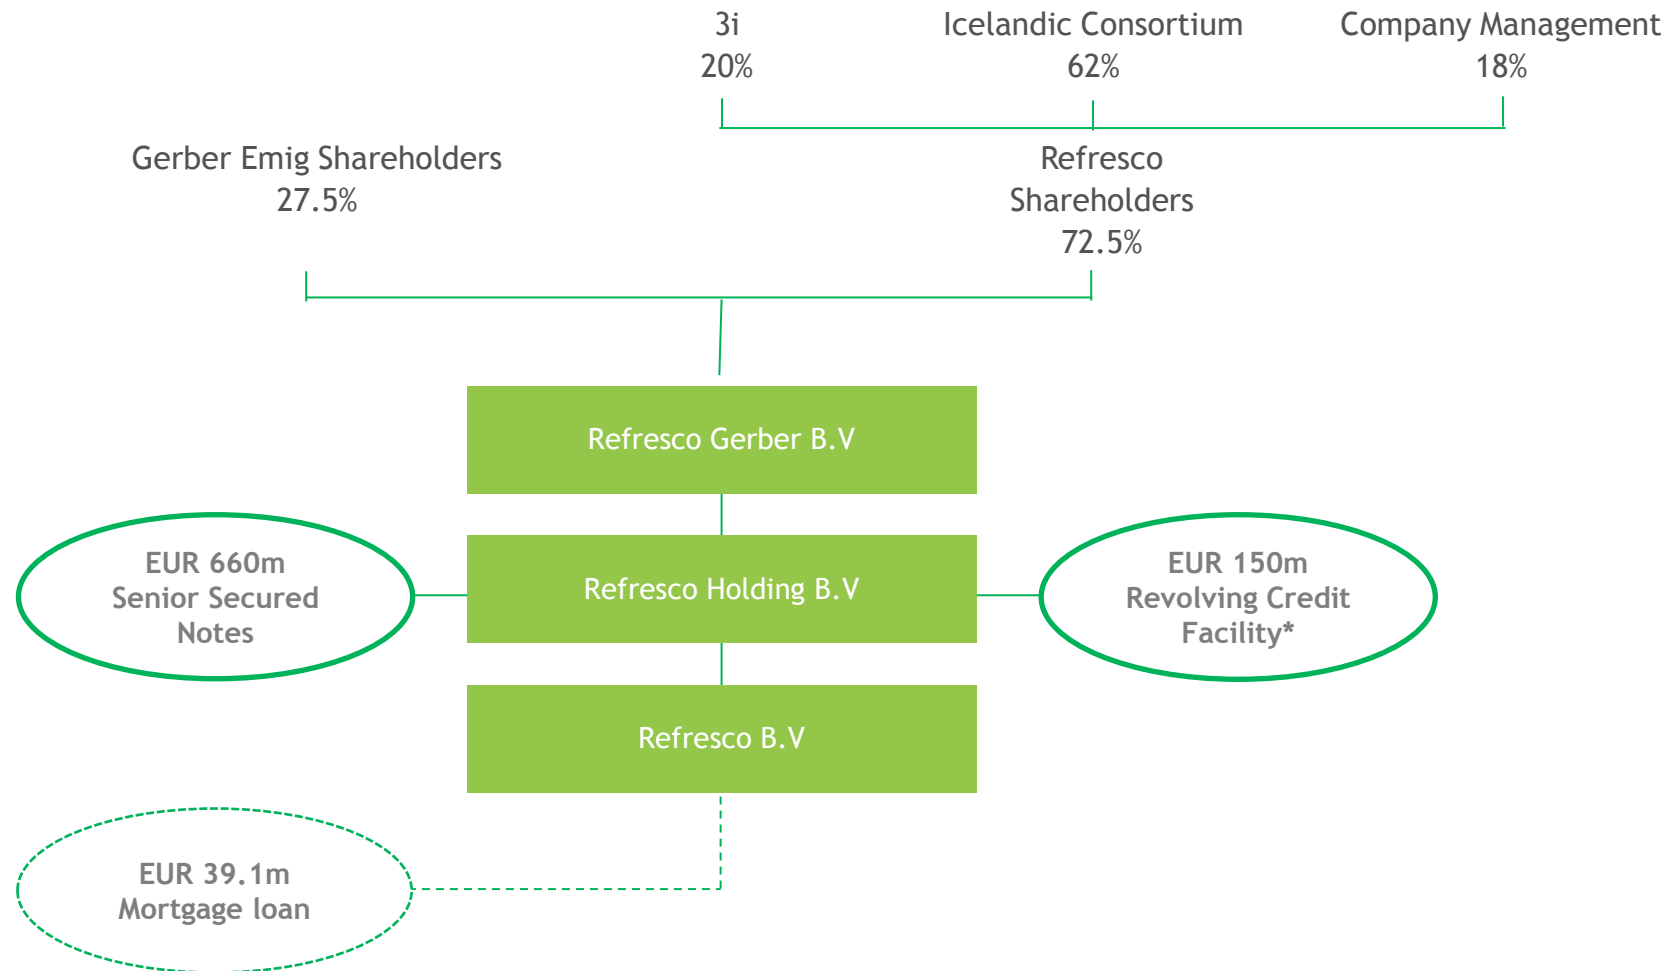 3i
20%
Icelandic Consortium
62%
Company Management
18%
Gerber Emig Shareholders
27.5%
Refresco
Shareholders
72.5%
Refresco Gerber B.V
EUR 660m
Senior Secured
Notes
Refresco Holding B.V
EUR 150m
Revolving Credit
Facility*
Refresco B.V
EUR 39.1m
Mortgage loan